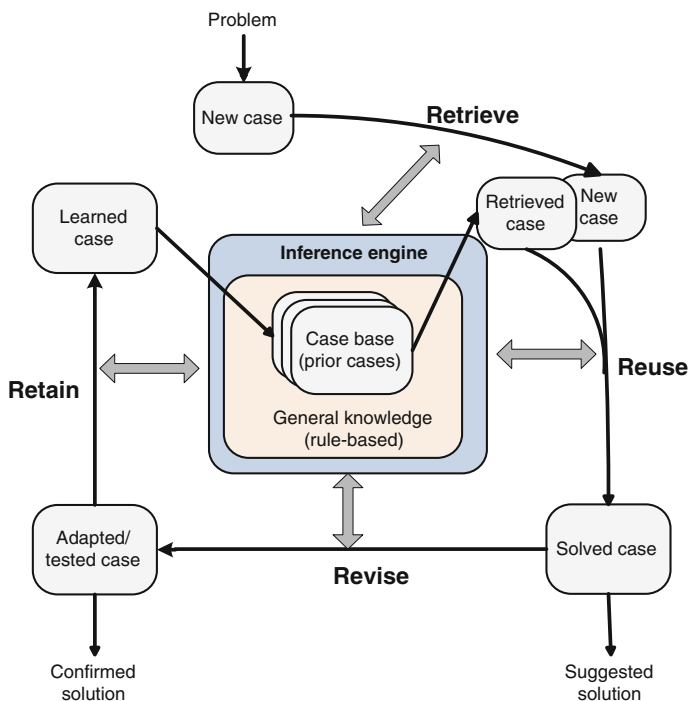 Problem
New case
Retrieve
Learned
case
Retrieved
case
New
case
Inference engine
Case base
(prior cases)
General knowledge
(rule-based)
Retain
Reuse
Adapted/
tested case
Revise
Solved case
Confirmed
solution
Suggested
solution